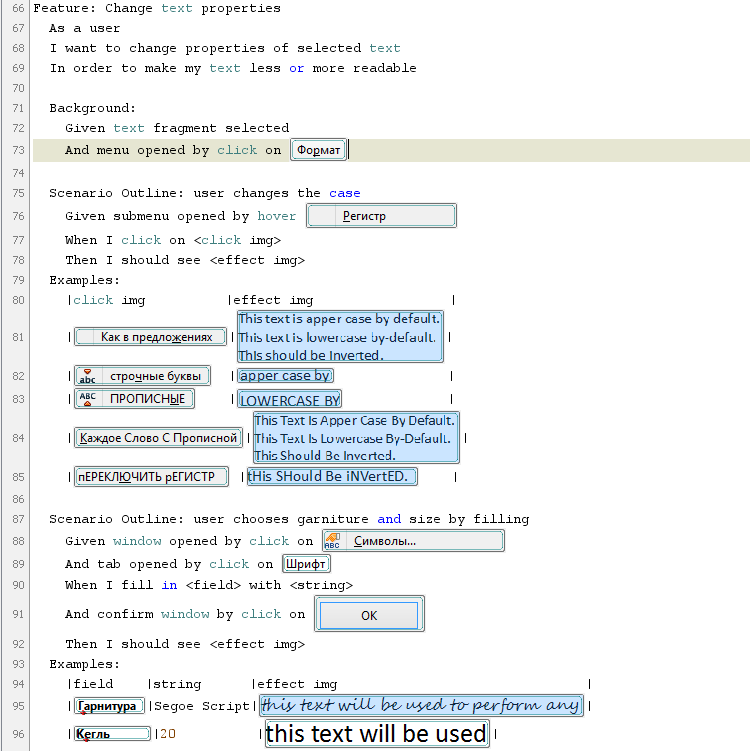 66 Feature: Change text properties
67 As a user
68 I want to change properties of selected text
69 In order to make my text less or more readable
70
71 Background:
72 Given text fragment selected
73 And menu opened by click on Формат
74
75 Scenario Outline: user changes the case
76 Given submenu opened by hover Регистр
77 When I click on <click img>
78 Then I should see <effect img>
79 Examples:
80 |click img |effect img |
This text is apper case by default.
81 | Как в предложениях | This text is lowercase by-default. |
This should be Inverted.
82 | abc строчные буквы | apper case by |
83 | ABC ПРОПИСНЫЕ | LOWERCASE BY |
This Text Is Apper Case By Default.
84 | Каждое Слово С Прописной | This Text Is Lowercase By-Default. |
This Should Be Inverted.
85 | пЕРЕКЛЮЧИТЬ рЕГИСТР | tHis SHould Be iNVertED. |
86
87 Scenario Outline: user chooses garniture and size by filling
88 Given window opened by click on ABC Символы...
89 And tab opened by click on Шрифт
90 When I fill in <field> with <string>
91 And confirm window by click on OK
92 Then I should see <effect img>
93 Examples:
94 |field |string |effect img |
95 | Гарнитура |Segoe Script| this text will be used to perform any |
96 | Кегль |20 | this text will be used |